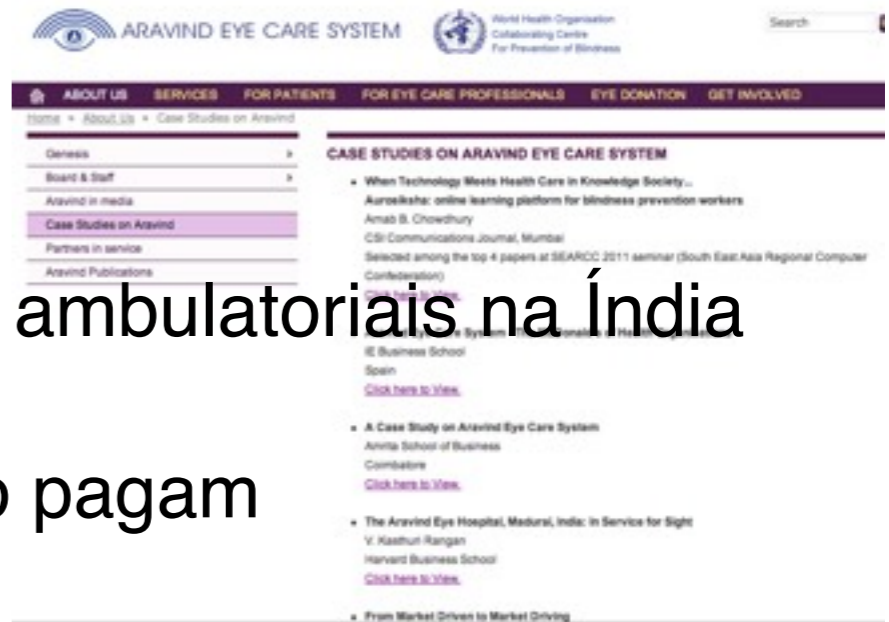 ARAVIND EYE CARE SYSTEM
World Health Organisation
Collaborating Centre
For Prevention of Blindness
Search
ABOUT US SERVICES FOR PATIENTS FOR EYE CARE PROFESSIONALS EYE DONATION GET INVOLVED
Home • About Us • Case Studies on Aravind
Genesis
Board & Staff
Aravind in media
Case Studies on Aravind
Partners in service
Aravind Publications
CASE STUDIES ON ARAVIND EYE CARE SYSTEM
• When Technology Meets Health Care in Knowledge Society...
Aurosiksha: online learning platform for blindness prevention workers
Arnab B. Chowdhury
CSI Communications Journal, Mumbai
Selected among the top 4 papers at SEARCC 2011 seminar (South East Asia Regional Computer
Confederation)
Click here to View.
ambulatoriais na Índia
IE Business School
Spain
Click here to View.
• A Case Study on Aravind Eye Care System
Amrita School of Business
Coimbatore
Click here to View.
o pagam
• The Aravind Eye Hospital, Madurai, India: In Service for Sight
V. Kasthuri Rangan
Harvard Business School
Click here to View.
• From Market Driven to Market Driving